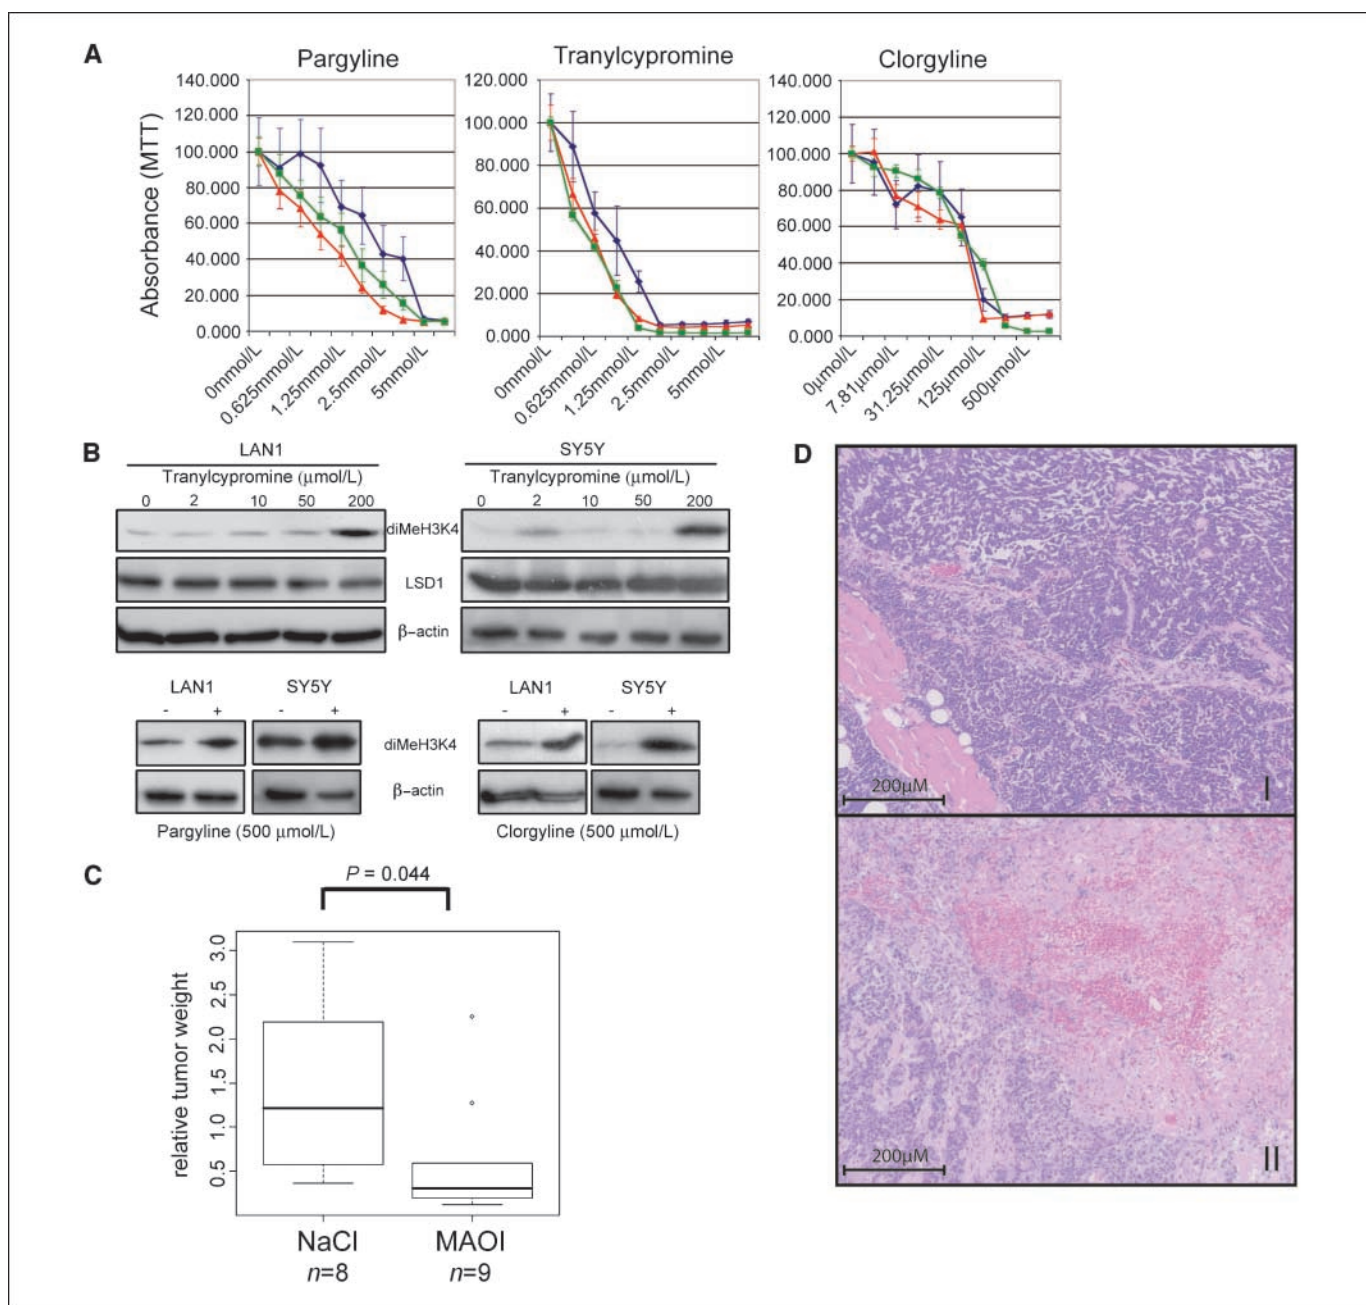 A
Pargyline
Tranylcypromine
Clorgyline
Absorbance (MTT)
140.000
120.000
100.000
80.000
60.000
40.000
20.000
0.000
0mmol/L
0.625mmol/L
1.25mmol/L
2.5mmol/L
5mmol/L
120.000
100.000
80.000
60.000
40.000
20.000
0.000
0mmol/L
0.625mmol/L
1.25mmol/L
2.5mmol/L
5mmol/L
140.000
120.000
100.000
80.000
60.000
40.000
20.000
0.000
0µmol/L
7.81µmol/L
31.25µmol/L
125µmol/L
500µmol/L
B
LAN1
Tranylcypromine (µmol/L)
0 2 10 50 200
SY5Y
Tranylcypromine (µmol/L)
0 2 10 50 200
diMeH3K4
LSD1
β–actin
LAN1 SY5Y
- + - +
LAN1 SY5Y
- + - +
diMeH3K4
β–actin
Pargyline (500 µmol/L)
Clorgyline (500 µmol/L)
C
P = 0.044
relative tumor weight
3.0
2.5
2.0
1.5
1.0
0.5
NaCl
n=8
MAOI
n=9
D
200µM
I
200µM
II